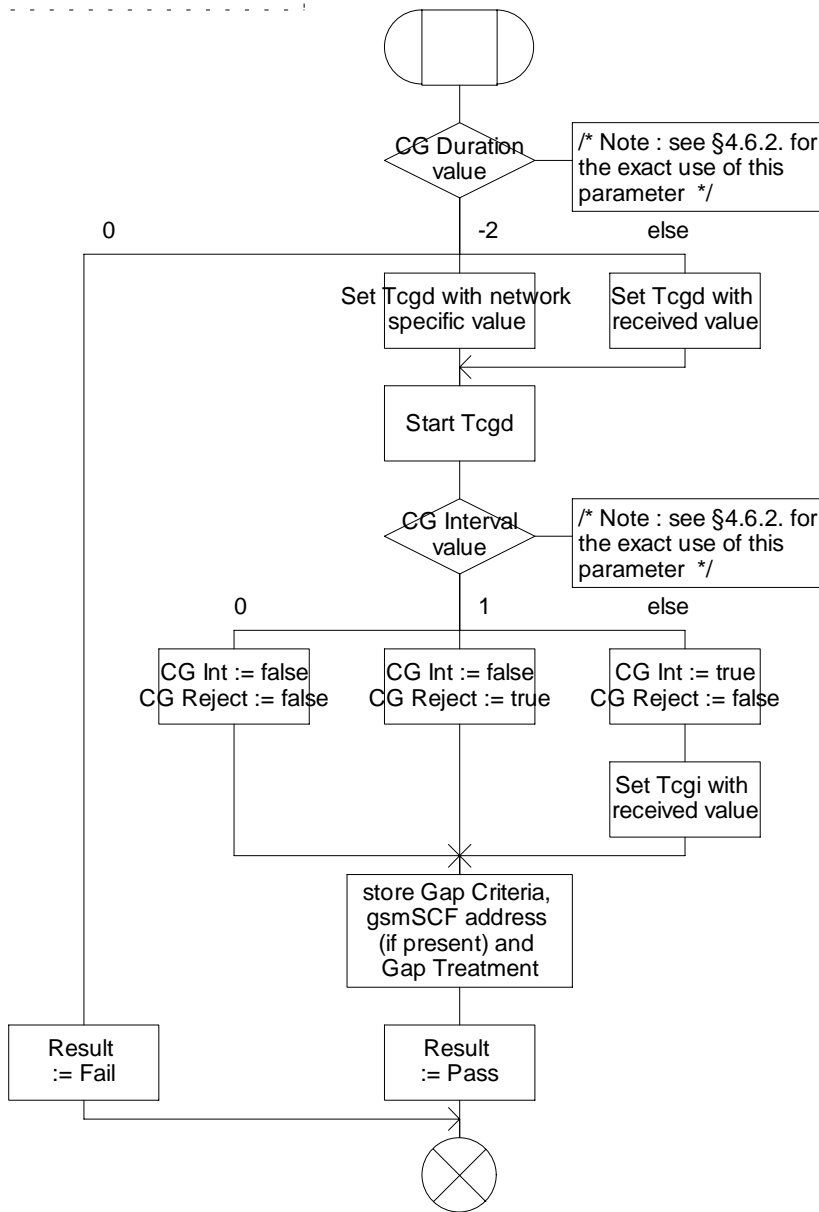 CG Duration
value
/* Note : see §4.6.2. for
the exact use of this
parameter */
0
-2
else
Set Tcgd with network
specific value
Set Tcgd with
received value
Start Tcgd
CG Interval
value
/* Note : see §4.6.2. for
the exact use of this
parameter */
0
1
else
CG Int := false
CG Reject := false
CG Int := false
CG Reject := true
CG Int := true
CG Reject := false
Set Tcgi with
received value
store Gap Criteria,
gsmSCF address
(if present) and
Gap Treatment
Result
:= Fail
Result
:= Pass